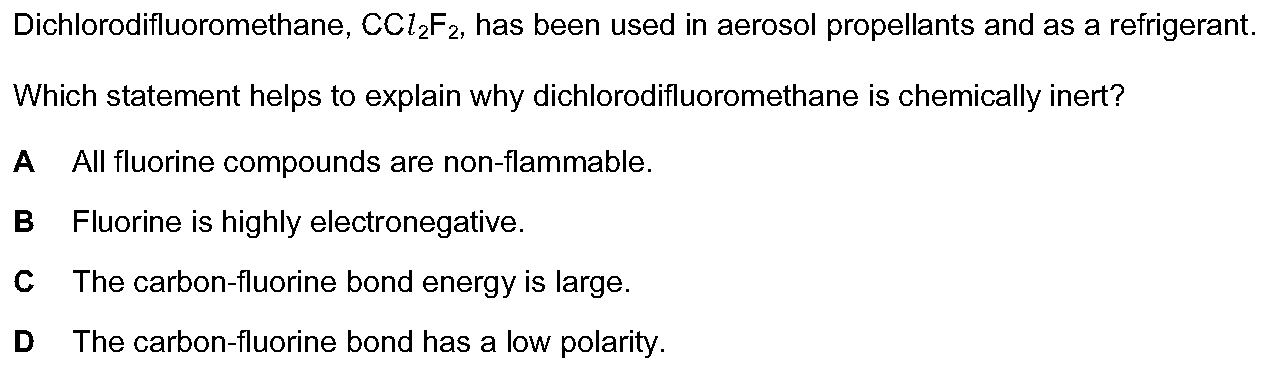 Dichlorodifluoromethane, CCl₂F₂, has been used in aerosol propellants and as a refrigerant.
Which statement helps to explain why dichlorodifluoromethane is chemically inert?
A All fluorine compounds are non-flammable.
B Fluorine is highly electronegative.
C The carbon-fluorine bond energy is large.
D The carbon-fluorine bond has a low polarity.